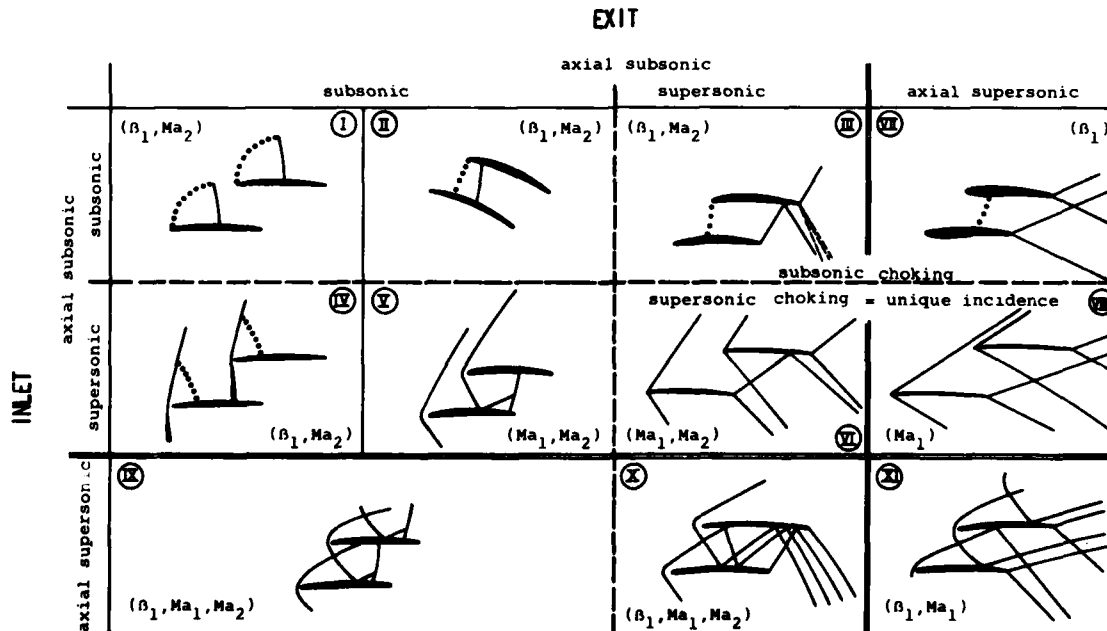 EXIT
axial subsonic
subsonic
supersonic
axial supersonic
INLET
axial subsonic
subsonic
supersonic
axial supersonic
(β₁,Ma₂) Ⓘ
Ⅱ (β₁,Ma₂)
(β₁,Ma₂) Ⅲ
Ⅶ (β₁)
subsonic choking
supersonic choking = unique incidence
Ⅳ
(β₁,Ma₂)
Ⅴ
(Ma₁,Ma₂)
(Ma₁,Ma₂) Ⅵ
(Ma₁)
Ⅸ
(β₁,Ma₁,Ma₂)
Ⅹ
(β₁,Ma₁,Ma₂)
Ⅺ
(β₁,Ma₁)